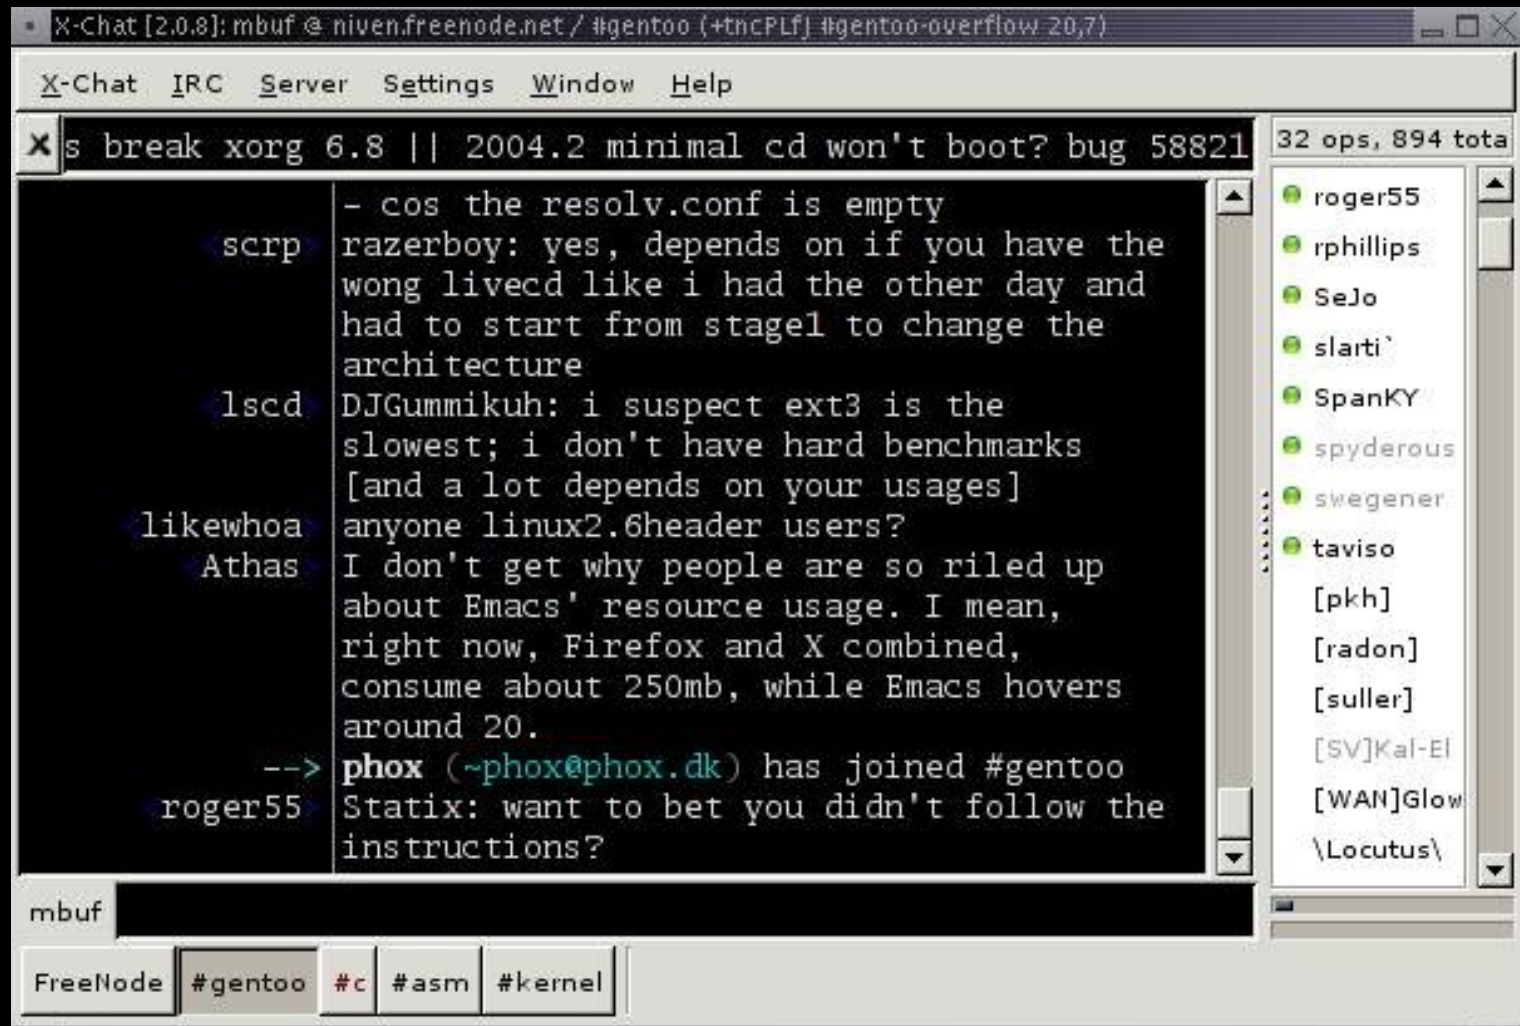 X-Chat [2.0.8]: mbuf @ niven.freenode.net / #gentoo (+tncPLfJ #gentoo-overflow 20,7)
X-Chat IRC Server Settings Window Help
X s break xorg 6.8 || 2004.2 minimal cd won't boot? bug 58821
32 ops, 894 tota
- cos the resolv.conf is empty
<scrp> razerboy: yes, depends on if you have the
wong livecd like i had the other day and
had to start from stage1 to change the
architecture
<lscd> DJGummikuh: i suspect ext3 is the
slowest; i don't have hard benchmarks
[and a lot depends on your usages]
<likewhoa> anyone linux2.6header users?
<Athas> I don't get why people are so riled up
about Emacs' resource usage. I mean,
right now, Firefox and X combined,
consume about 250mb, while Emacs hovers
around 20.
--> phox (~phox@phox.dk) has joined #gentoo
<roger55> Statix: want to bet you didn't follow the
instructions?
roger55
rphillips
SeJo
slarti`
SpanKY
spyderous
swegener
taviso
[pkh]
[radon]
[suller]
[SV]Kal-El
[WAN]Glow
\Locutus\
mbuf
FreeNode #gentoo #c #asm #kernel